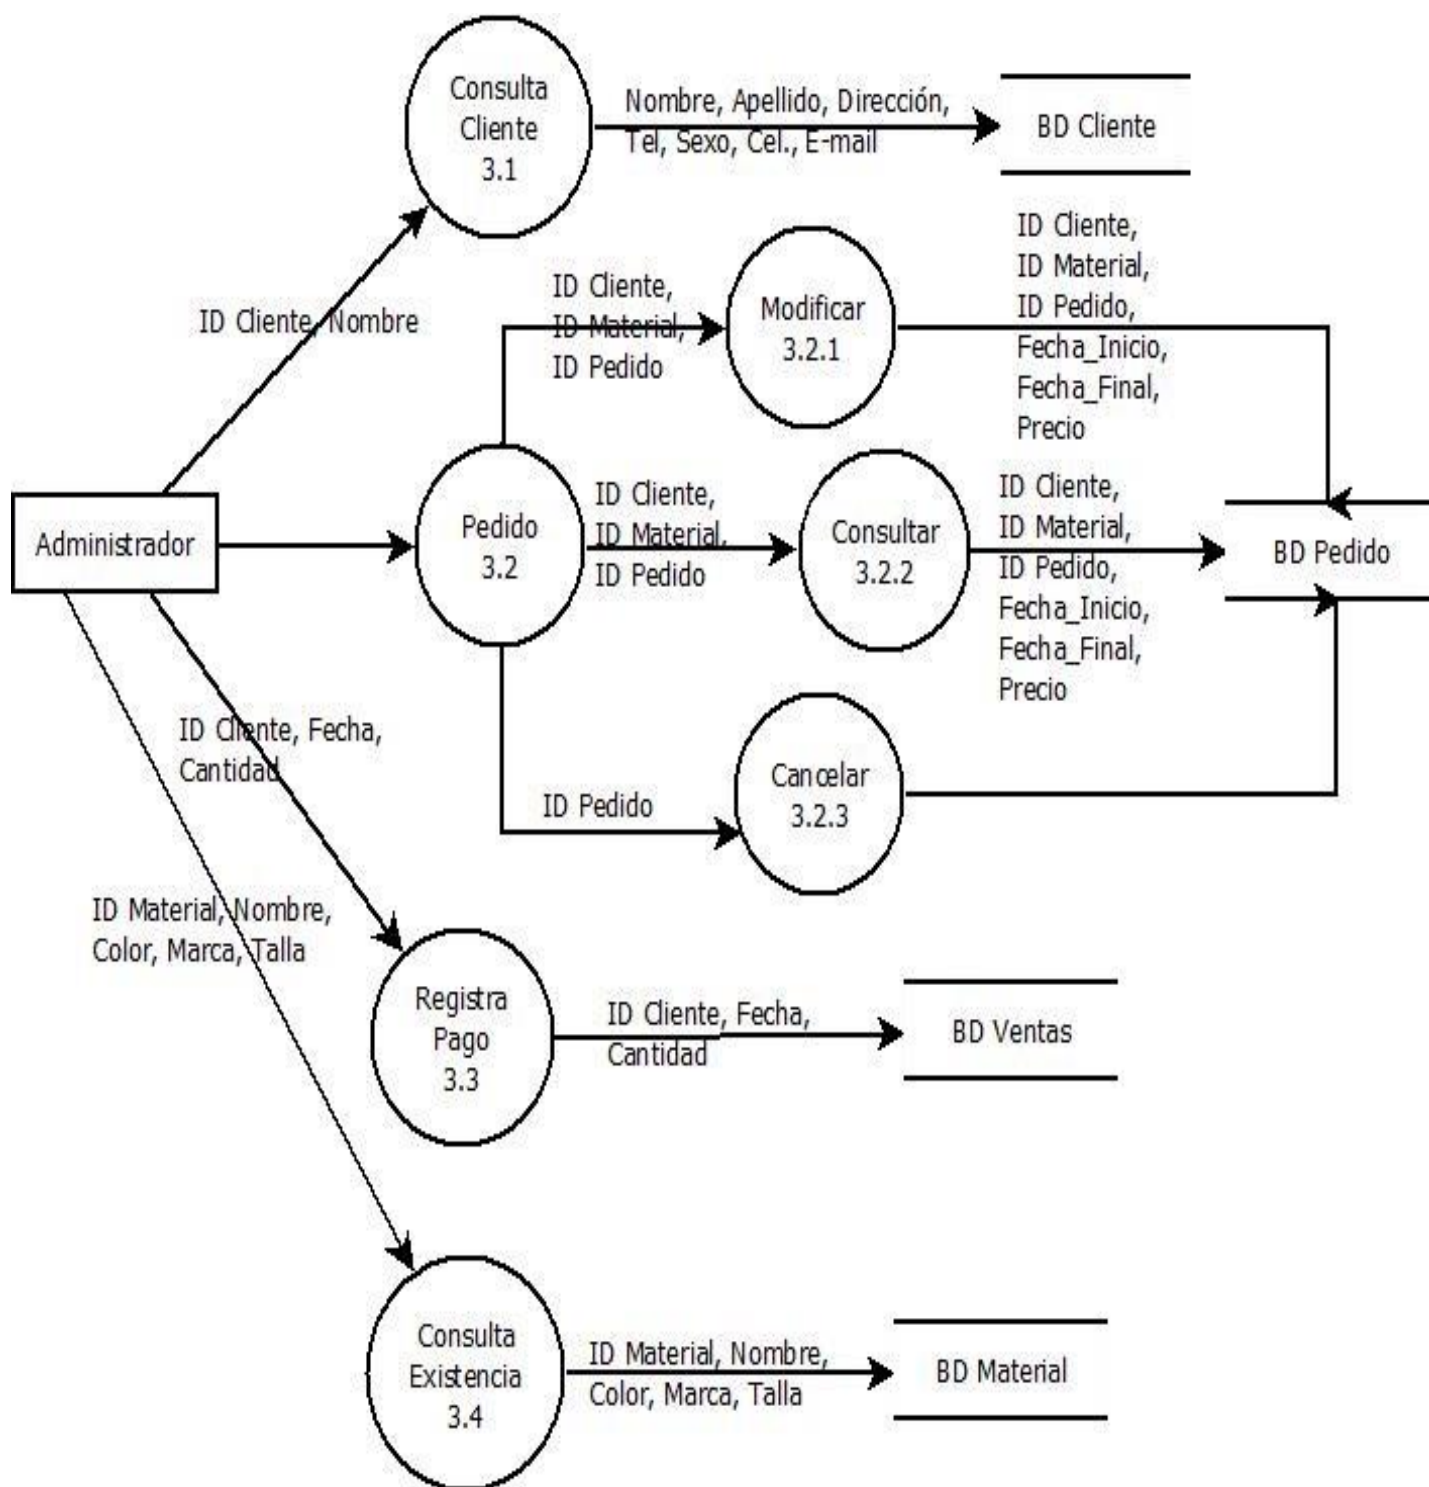 Consulta
Cliente
3.1
Nombre, Apellido, Dirección,
Tel, Sexo, Cel., E-mail
BD Cliente
ID Cliente, Nombre
ID Cliente,
ID Material,
ID Pedido
Modificar
3.2.1
ID Cliente,
ID Material,
ID Pedido,
Fecha_Inicio,
Fecha_Final,
Precio
Administrador
Pedido
3.2
ID Cliente,
ID Material,
ID Pedido
Consultar
3.2.2
ID Cliente,
ID Material,
ID Pedido,
Fecha_Inicio,
Fecha_Final,
Precio
BD Pedido
ID Pedido
Cancelar
3.2.3
ID Cliente, Fecha,
Cantidad
Registra
Pago
3.3
ID Cliente, Fecha,
Cantidad
BD Ventas
ID Material, Nombre,
Color, Marca, Talla
Consulta
Existencia
3.4
ID Material, Nombre,
Color, Marca, Talla
BD Material